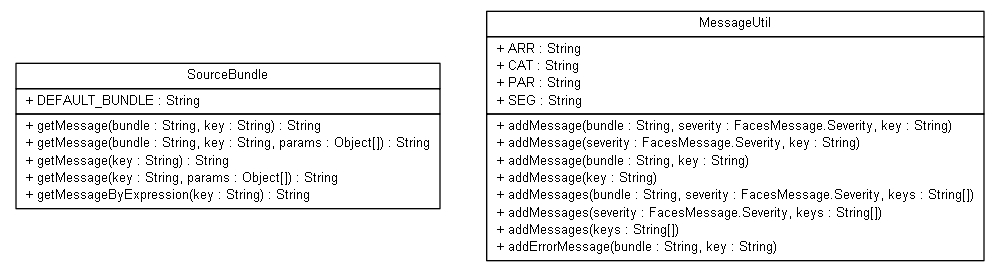 SourceBundle
+ DEFAULT_BUNDLE : String
+ getMessage(bundle : String, key : String) : String
+ getMessage(bundle : String, key : String, params : Object[]) : String
+ getMessage(key : String) : String
+ getMessage(key : String, params : Object[]) : String
+ getMessageByExpression(key : String) : String
MessageUtil
+ ARR : String
+ CAT : String
+ PAR : String
+ SEG : String
+ addMessage(bundle : String, severity : FacesMessage.Severity, key : String)
+ addMessage(severity : FacesMessage.Severity, key : String)
+ addMessage(bundle : String, key : String)
+ addMessage(key : String)
+ addMessages(bundle : String, severity : FacesMessage.Severity, keys : String[])
+ addMessages(severity : FacesMessage.Severity, keys : String[])
+ addMessages(keys : String[])
+ addErrorMessage(bundle : String, key : String)